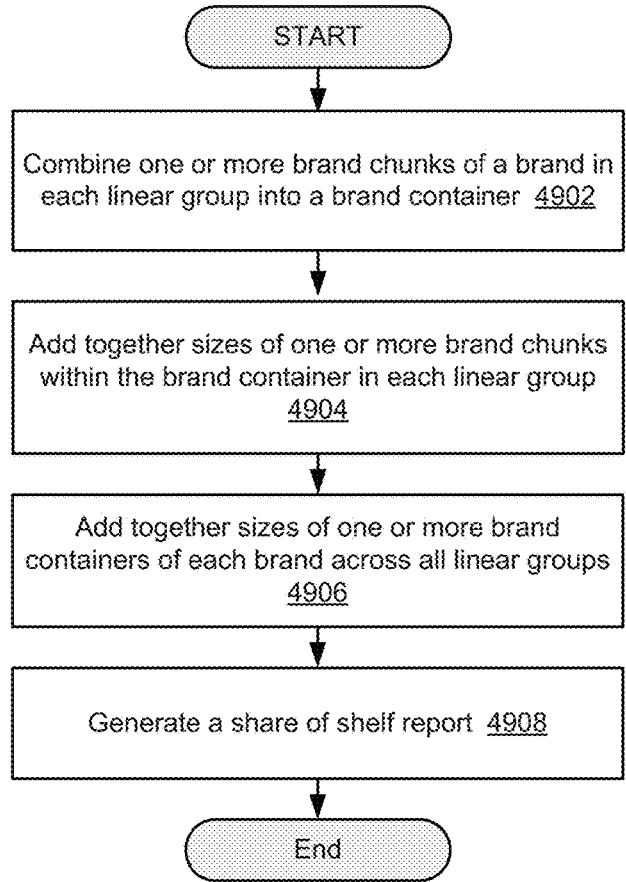 START
Combine one or more brand chunks of a brand in
each linear group into a brand container 4902
Add together sizes of one or more brand chunks
within the brand container in each linear group
4904
Add together sizes of one or more brand
containers of each brand across all linear groups
4906
Generate a share of shelf report 4908
End